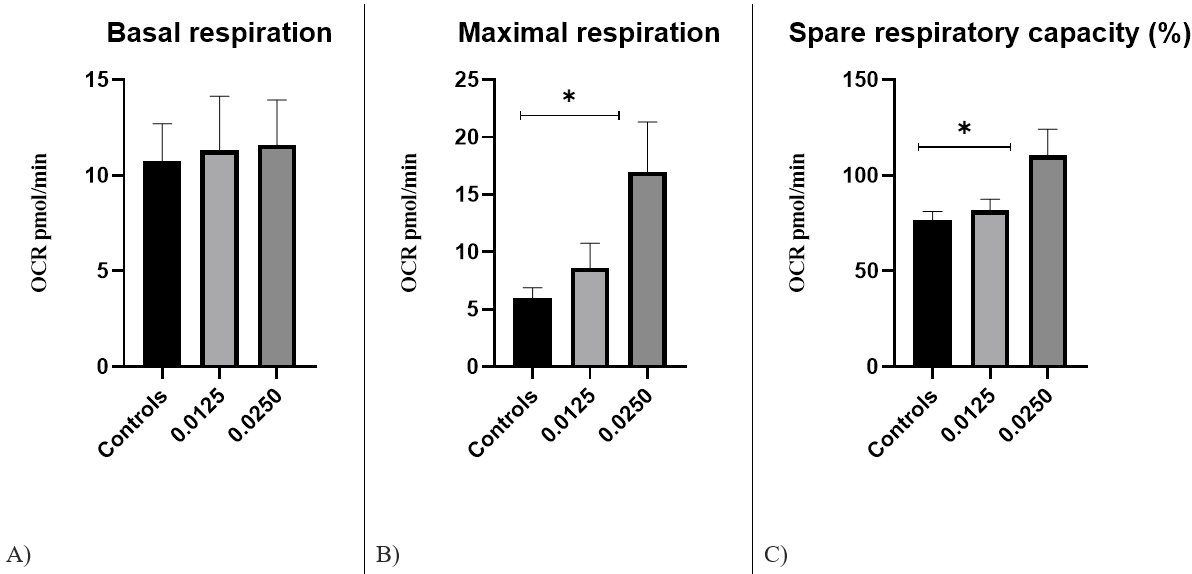 Basal respiration
15
10
5
0
OCR pmol/min
Controls
0.0125
0.0250
A)
Maximal respiration
25
20
15
10
5
0
*
OCR pmol/min
Controls
0.0125
0.0250
B)
Spare respiratory capacity (%)
150
100
50
0
*
OCR pmol/min
Controls
0.0125
0.0250
C)